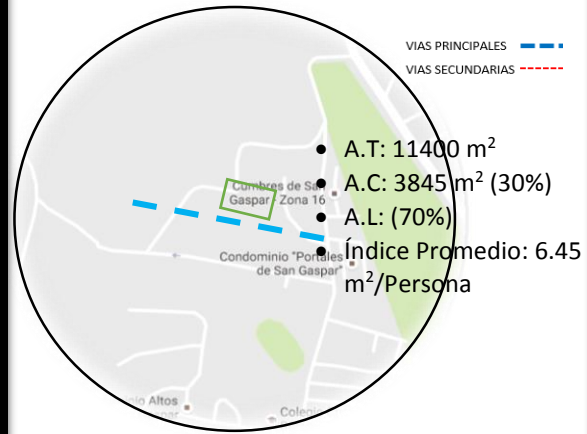 VIAS PRINCIPALES
VIAS SECUNDARIAS
• A.T: 11400 m²
• A.C: 3845 m² (30%)
• A.L: (70%)
• Índice Promedio: 6.45
m²/Persona
Cumbres de San
Gaspar - Zona 16
Condominio "Portales
de San Gaspar"
Altos
Coleg